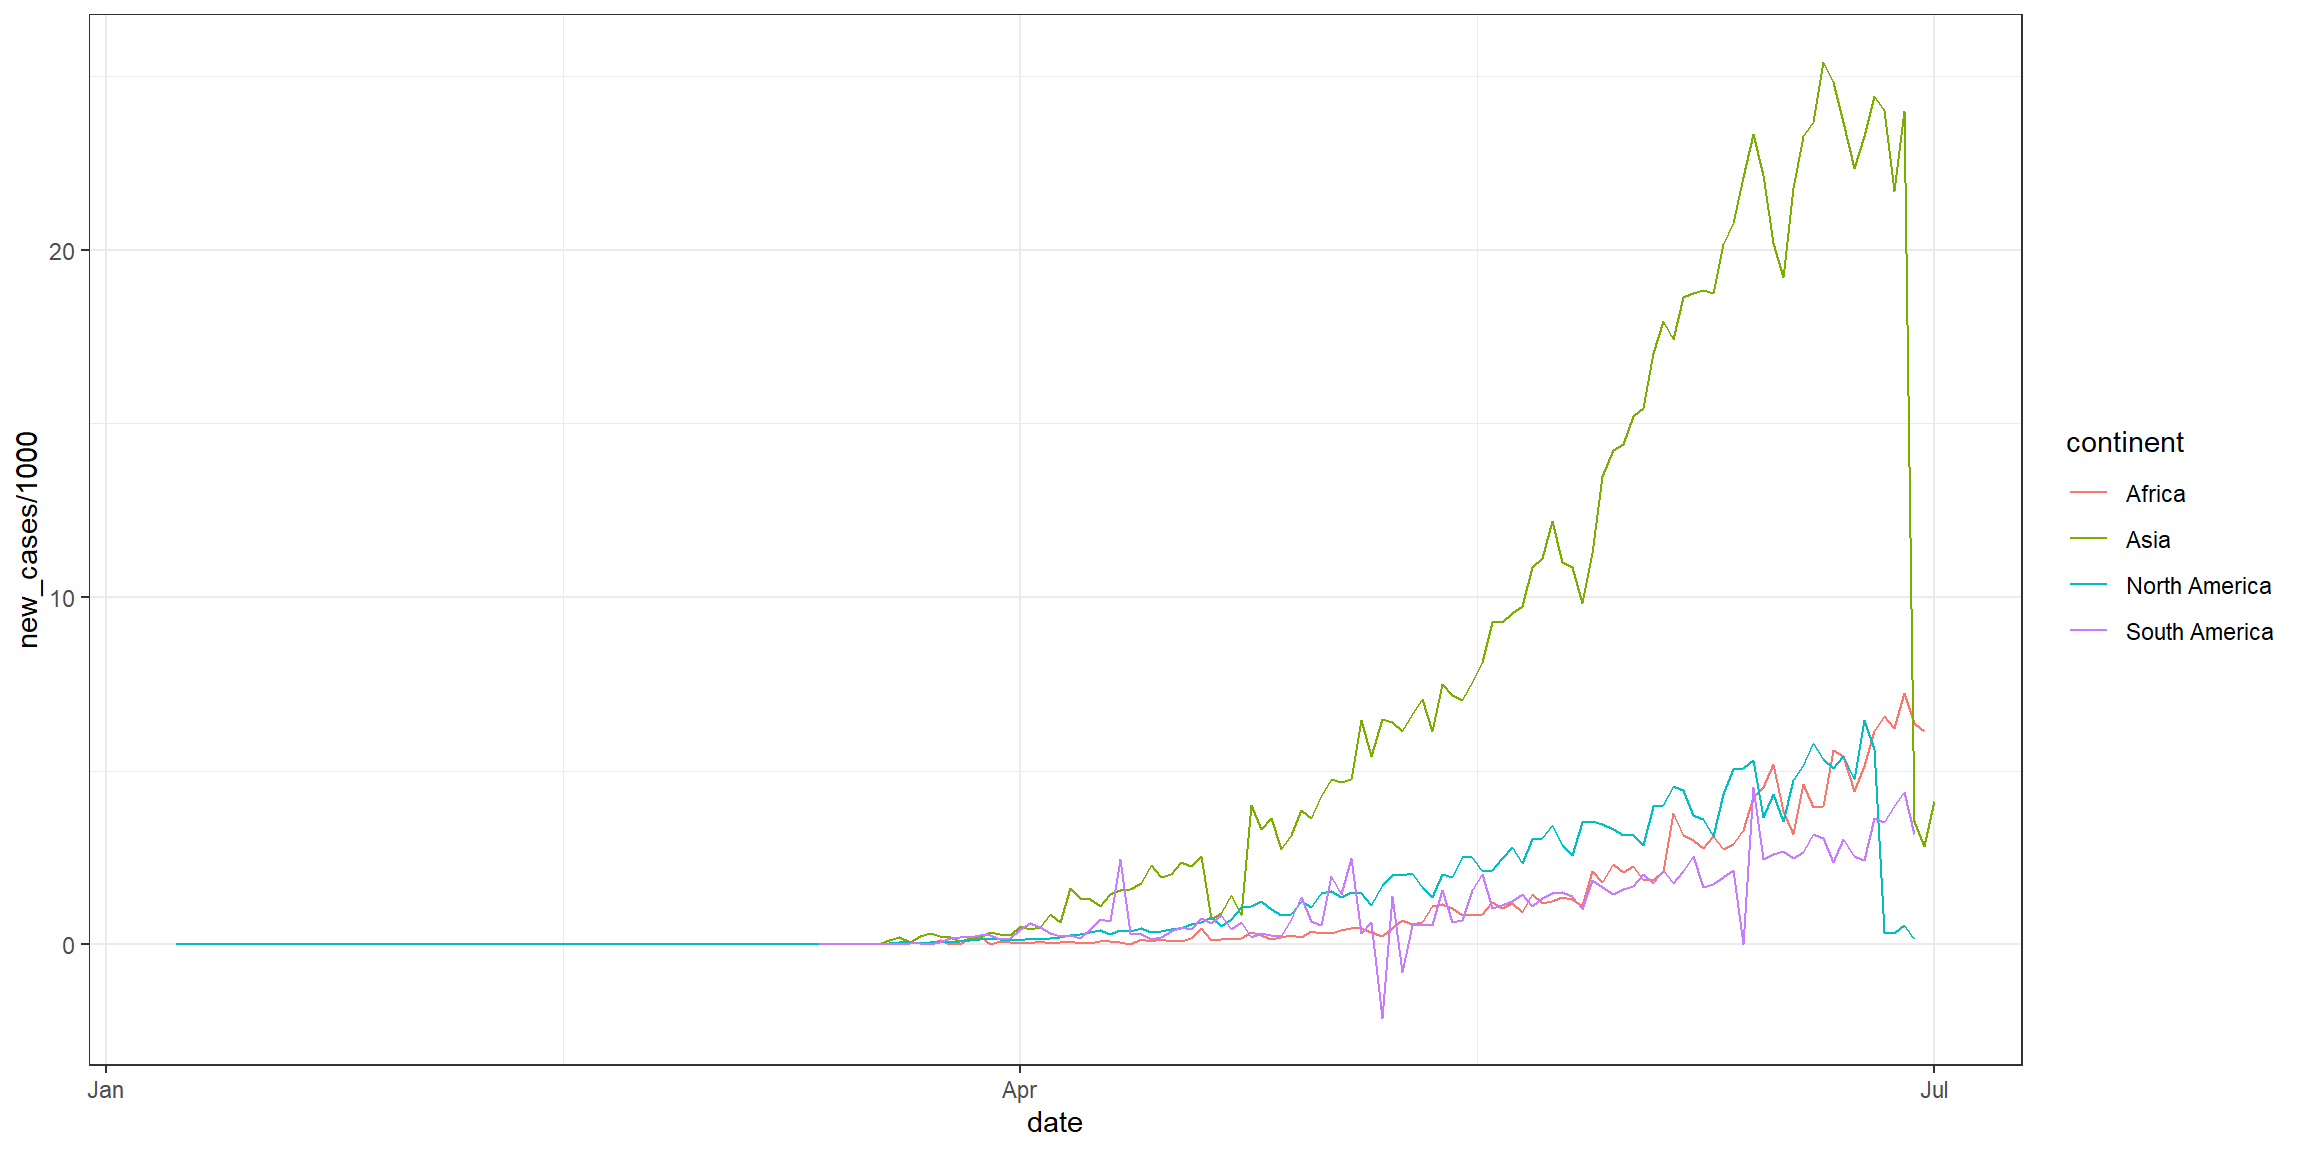 new_cases/1000
20
10
0
Jan
Apr
Jul
date
continent
Africa
Asia
North America
South America